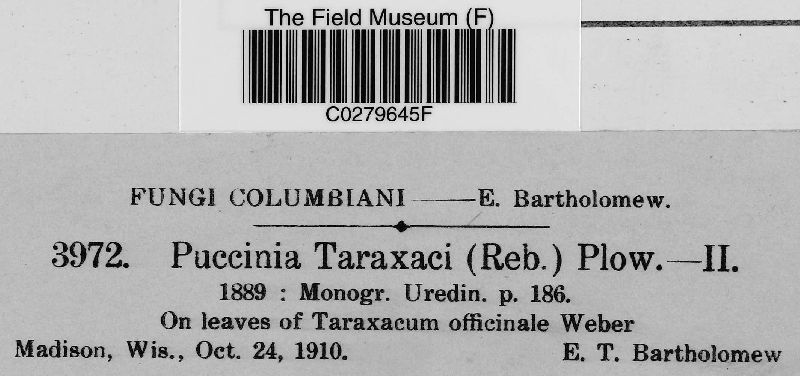 The Field Museum (F)
C0279645F
FUNGI COLUMBIANI —— E. Bartholomew.
3972. Puccinia Taraxaci (Reb.) Plow.—II.
1889 : Monogr. Uredin. p. 186.
On leaves of Taraxacum officinale Weber
Madison, Wis., Oct. 24, 1910. E. T. Bartholomew